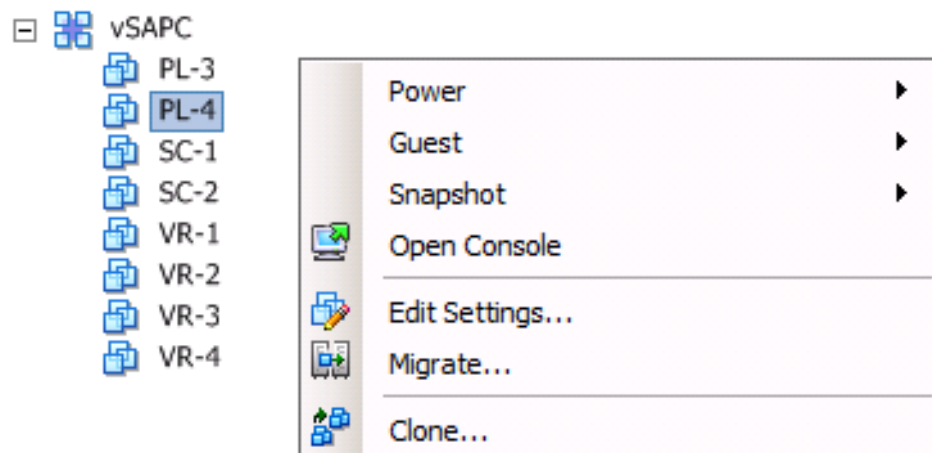 vSAPC
PL-3
PL-4
SC-1
SC-2
VR-1
VR-2
VR-3
VR-4
Power
Guest
Snapshot
Open Console
Edit Settings...
Migrate...
Clone...